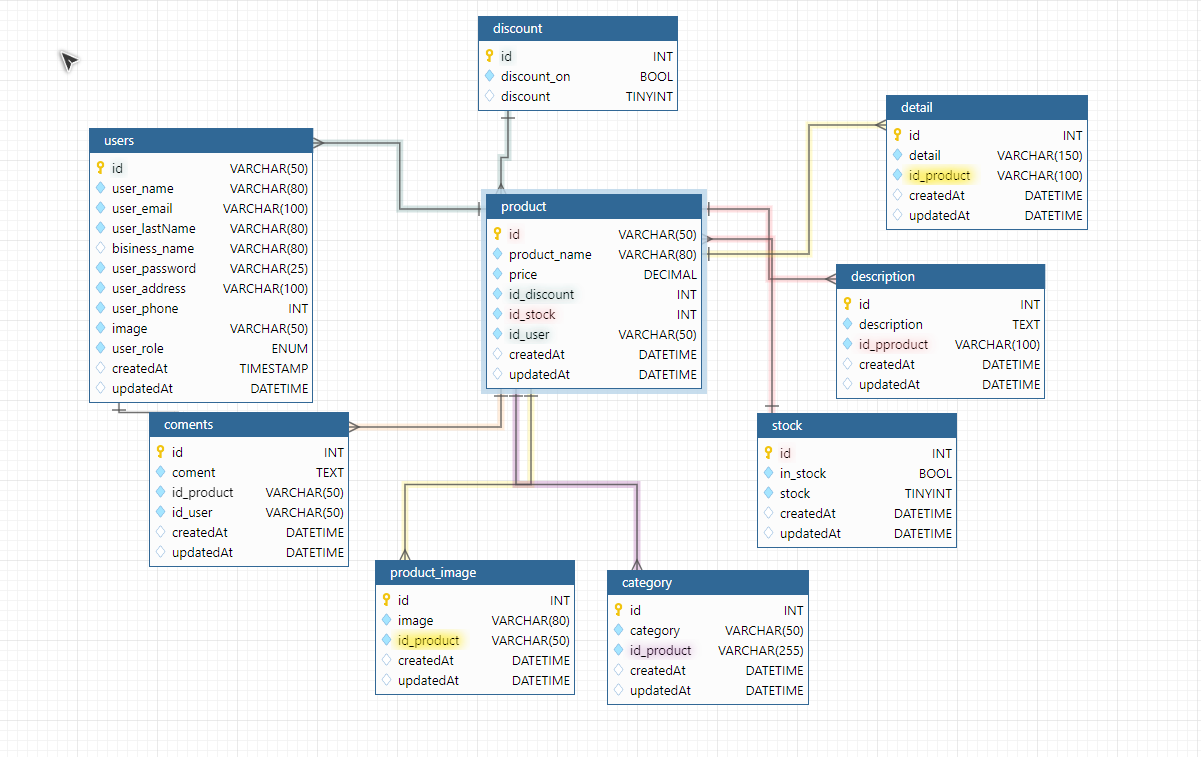 discount
id INT
discount_on BOOL
discount TINYINT
users
id VARCHAR(50)
user_name VARCHAR(80)
user_email VARCHAR(100)
user_lastName VARCHAR(80)
bisiness_name VARCHAR(80)
user_password VARCHAR(25)
user_address VARCHAR(100)
user_phone INT
image VARCHAR(50)
user_role ENUM
createdAt TIMESTAMP
updatedAt DATETIME
product
id VARCHAR(50)
product_name VARCHAR(80)
price DECIMAL
id_discount INT
id_stock INT
id_user VARCHAR(50)
createdAt DATETIME
updatedAt DATETIME
detail
id INT
detail VARCHAR(150)
id_product VARCHAR(100)
createdAt DATETIME
updatedAt DATETIME
description
id INT
description TEXT
id_pproduct VARCHAR(100)
createdAt DATETIME
updatedAt DATETIME
coments
id INT
coment TEXT
id_product VARCHAR(50)
id_user VARCHAR(50)
createdAt DATETIME
updatedAt DATETIME
stock
id INT
in_stock BOOL
stock TINYINT
createdAt DATETIME
updatedAt DATETIME
product_image
id INT
image VARCHAR(80)
id_product VARCHAR(50)
createdAt DATETIME
updatedAt DATETIME
category
id INT
category VARCHAR(50)
id_product VARCHAR(255)
createdAt DATETIME
updatedAt DATETIME